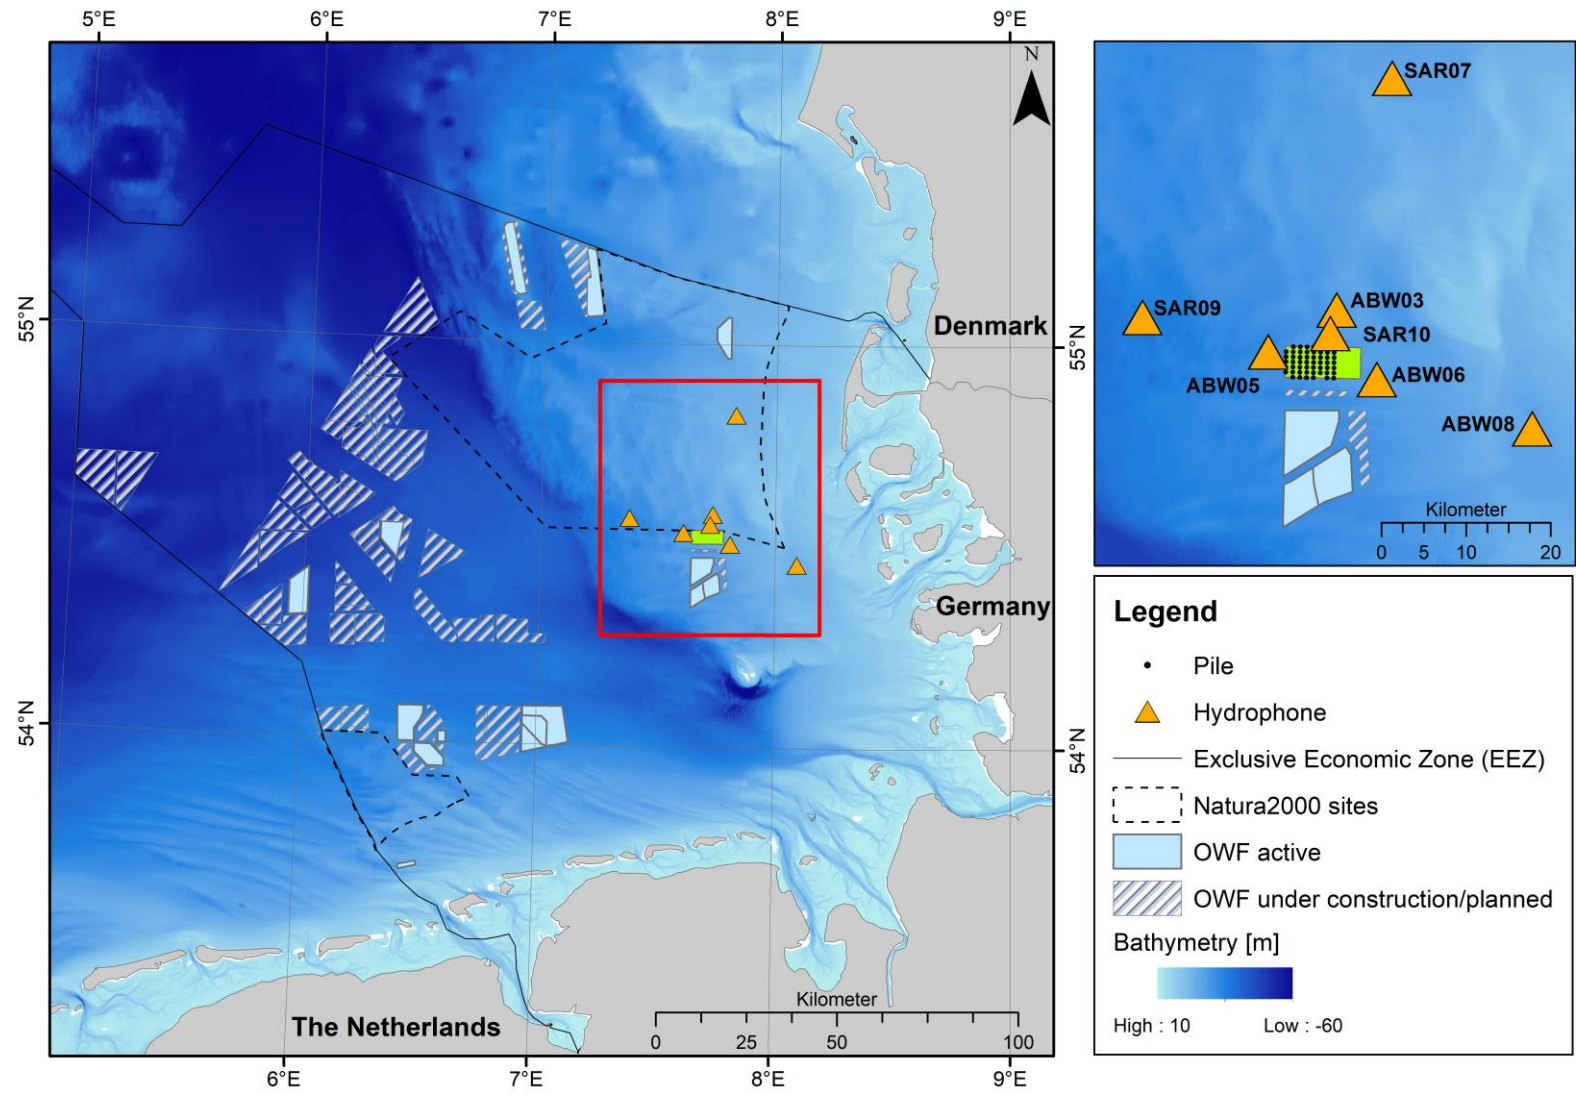 5°E 6°E 7°E 8°E 9°E
N
55°N
54°N
Denmark
Germany
The Netherlands
Kilometer
0 25 50 100
6°E 7°E 8°E 9°E
55°N
54°N
SAR07
SAR09
ABW03
SAR10
ABW05
ABW06
ABW08
Kilometer
0 5 10 20
Legend
Pile
Hydrophone
Exclusive Economic Zone (EEZ)
Natura2000 sites
OWF active
OWF under construction/planned
Bathymetry [m]
High : 10 Low : -60